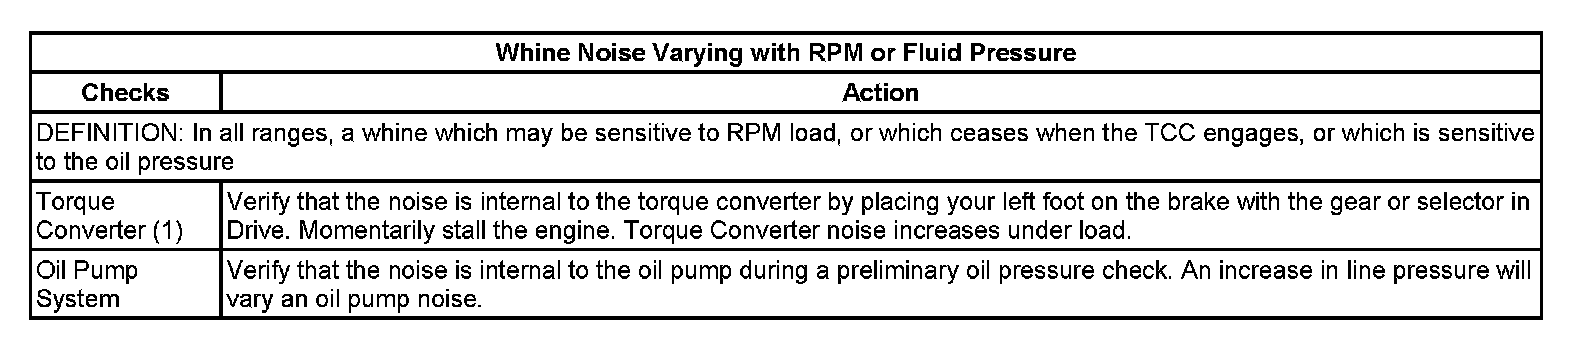 Whine Noise Varying with RPM or Fluid Pressure
Checks Action
DEFINITION: In all ranges, a whine which may be sensitive to RPM load, or which ceases when the TCC engages, or which is sensitive
to the oil pressure
Torque
Converter (1)
Verify that the noise is internal to the torque converter by placing your left foot on the brake with the gear or selector in
Drive. Momentarily stall the engine. Torque Converter noise increases under load.
Oil Pump
System
Verify that the noise is internal to the oil pump during a preliminary oil pressure check. An increase in line pressure will
vary an oil pump noise.